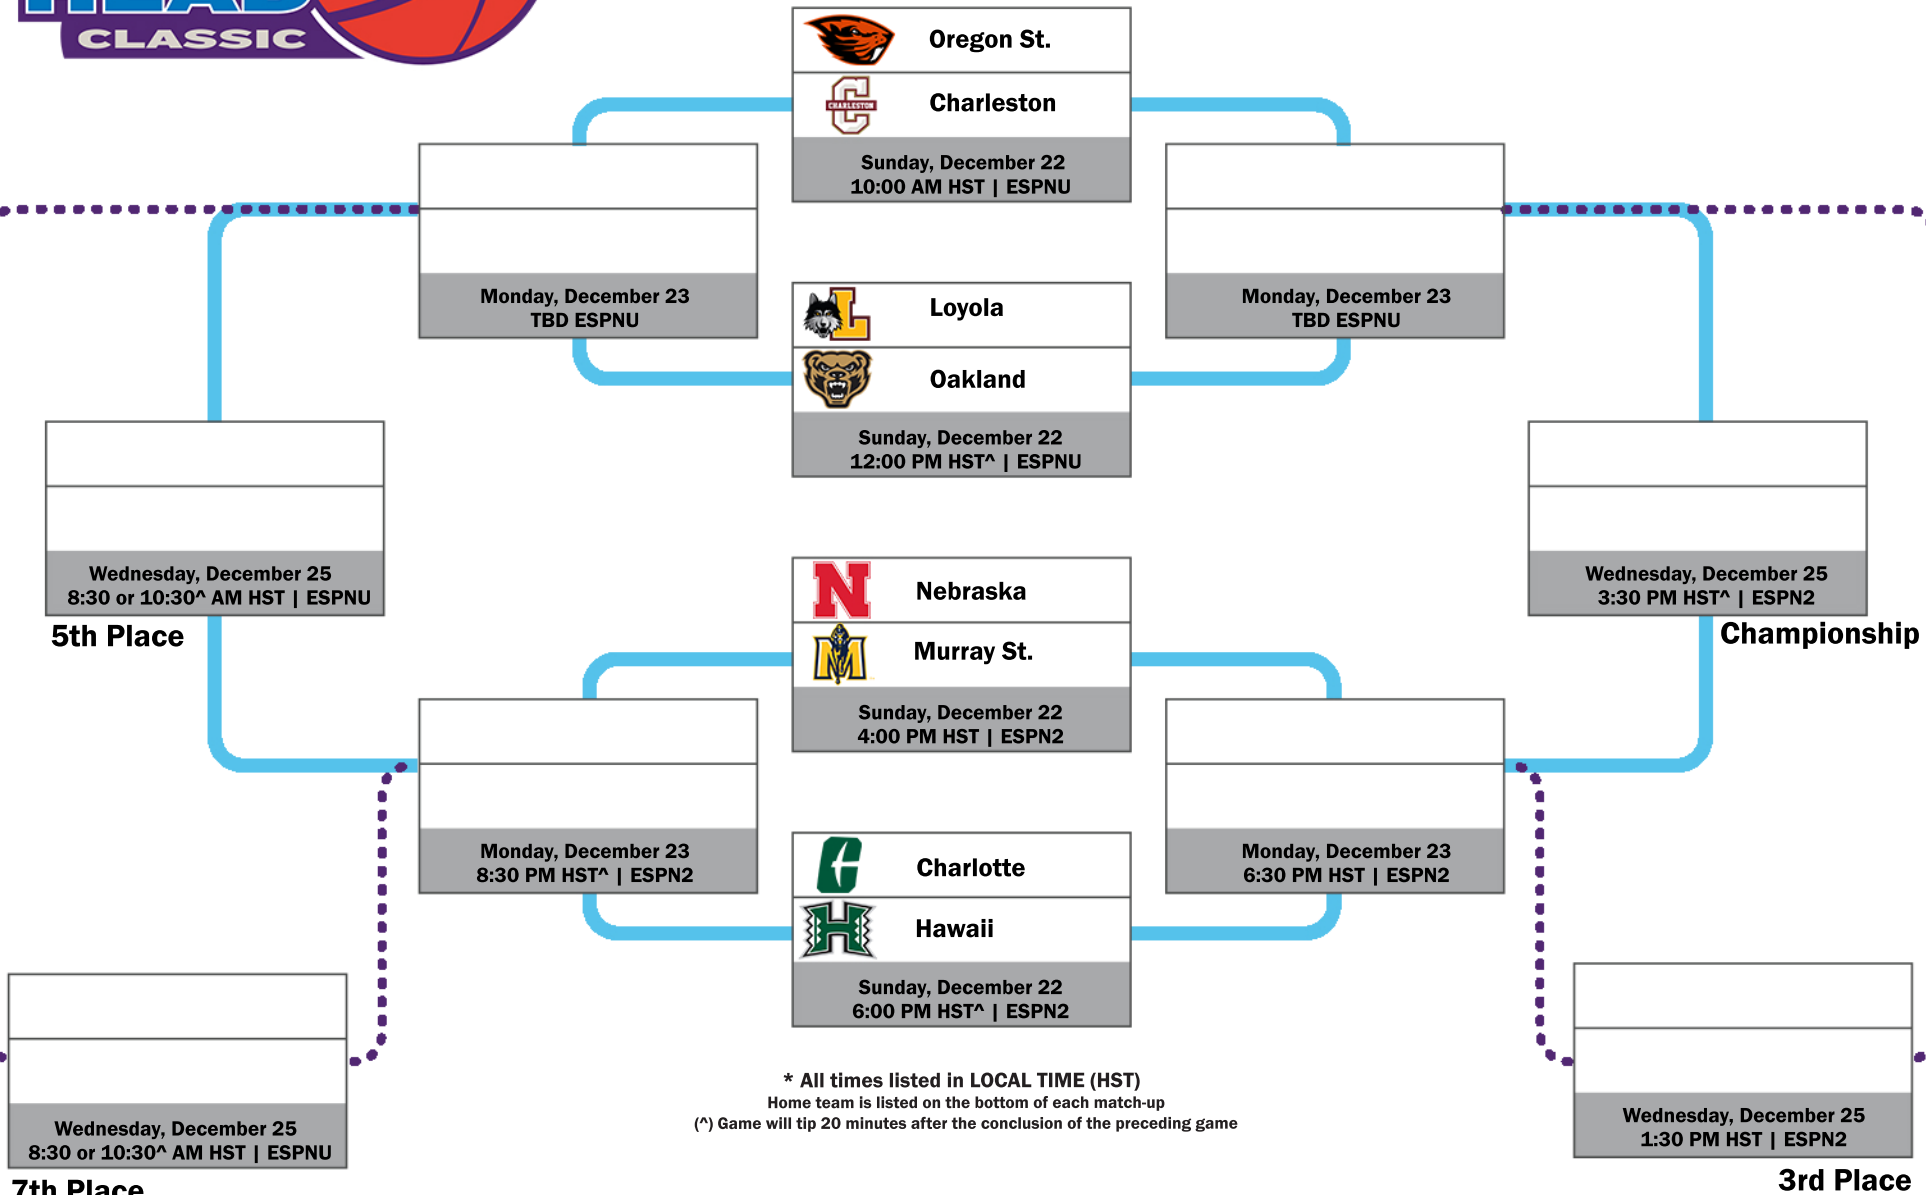 HEAD
CLASSIC
Oregon St.
CHARLESTON
Charleston
Sunday, December 22
10:00 AM HST | ESPNU
Monday, December 23
TBD ESPNU
Monday, December 23
TBD ESPNU
Loyola
Oakland
Sunday, December 22
12:00 PM HST^ | ESPNU
Wednesday, December 25
8:30 or 10:30^ AM HST | ESPNU
5th Place
Wednesday, December 25
3:30 PM HST^ | ESPN2
Championship
Nebraska
Murray St.
Sunday, December 22
4:00 PM HST | ESPN2
Monday, December 23
8:30 PM HST^ | ESPN2
Monday, December 23
6:30 PM HST | ESPN2
Charlotte
Hawaii
Sunday, December 22
6:00 PM HST^ | ESPN2
* All times listed in LOCAL TIME (HST)
Home team is listed on the bottom of each match-up
(^) Game will tip 20 minutes after the conclusion of the preceding game
Wednesday, December 25
8:30 or 10:30^ AM HST | ESPNU
7th Place
Wednesday, December 25
1:30 PM HST | ESPN2
3rd Place